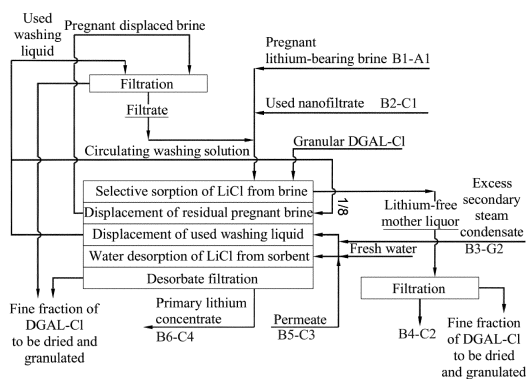 Used
washing
liquid
Pregnant displaced brine
Filtration
Filtrate
Circulating washing solution
Pregnant
lithium-bearing brine B1-A1
Used nanofiltrate B2-C1
Granular DGAL-Cl
Selective sorption of LiCl from brine
Displacement of residual pregnant brine
Displacement of used washing liquid
Water desorption of LiCl from sorbent
Desorbate filtration
1/8
Lithium-free
mother liquor
Excess
secondary
steam
condensate
B3-G2
Fresh water
Fine fraction of
DGAL-Cl
to be dried and
granulated
Primary lithium
concentrate
B6-C4
Permeate
B5-C3
Filtration
B4-C2
Fine fraction
of DGAL-Cl
to be dried and
granulated